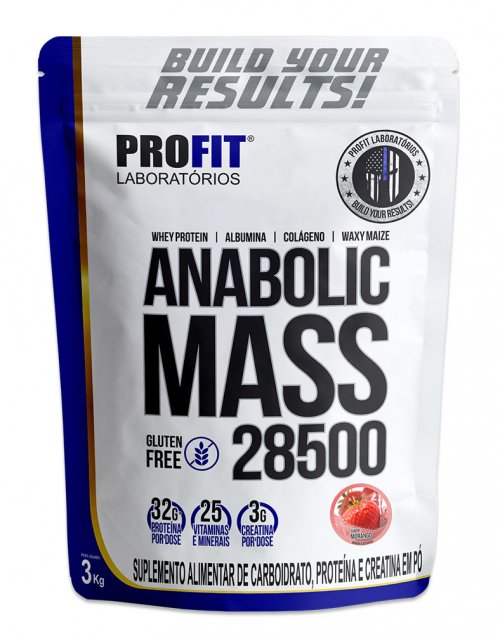 BUILD YOUR
RESULTS!
PROFIT®
LABORATÓRIOS
PROFIT LABORATÓRIOS
BUILD YOUR RESULTS!
WHEY PROTEIN | ALBUMINA | COLÁGENO | WAXY MAIZE
ANABOLIC
MASS
28500
GLUTEN
FREE
32G
PROTEÍNA
POR DOSE
25
VITAMINAS
E MINERAIS
3G
CREATINA
POR DOSE
SABOR
MORANGO
PESO LÍQUIDO
3Kg
SUPLEMENTO ALIMENTAR DE CARBOIDRATO, PROTEÍNA E CREATINA EM PÓ